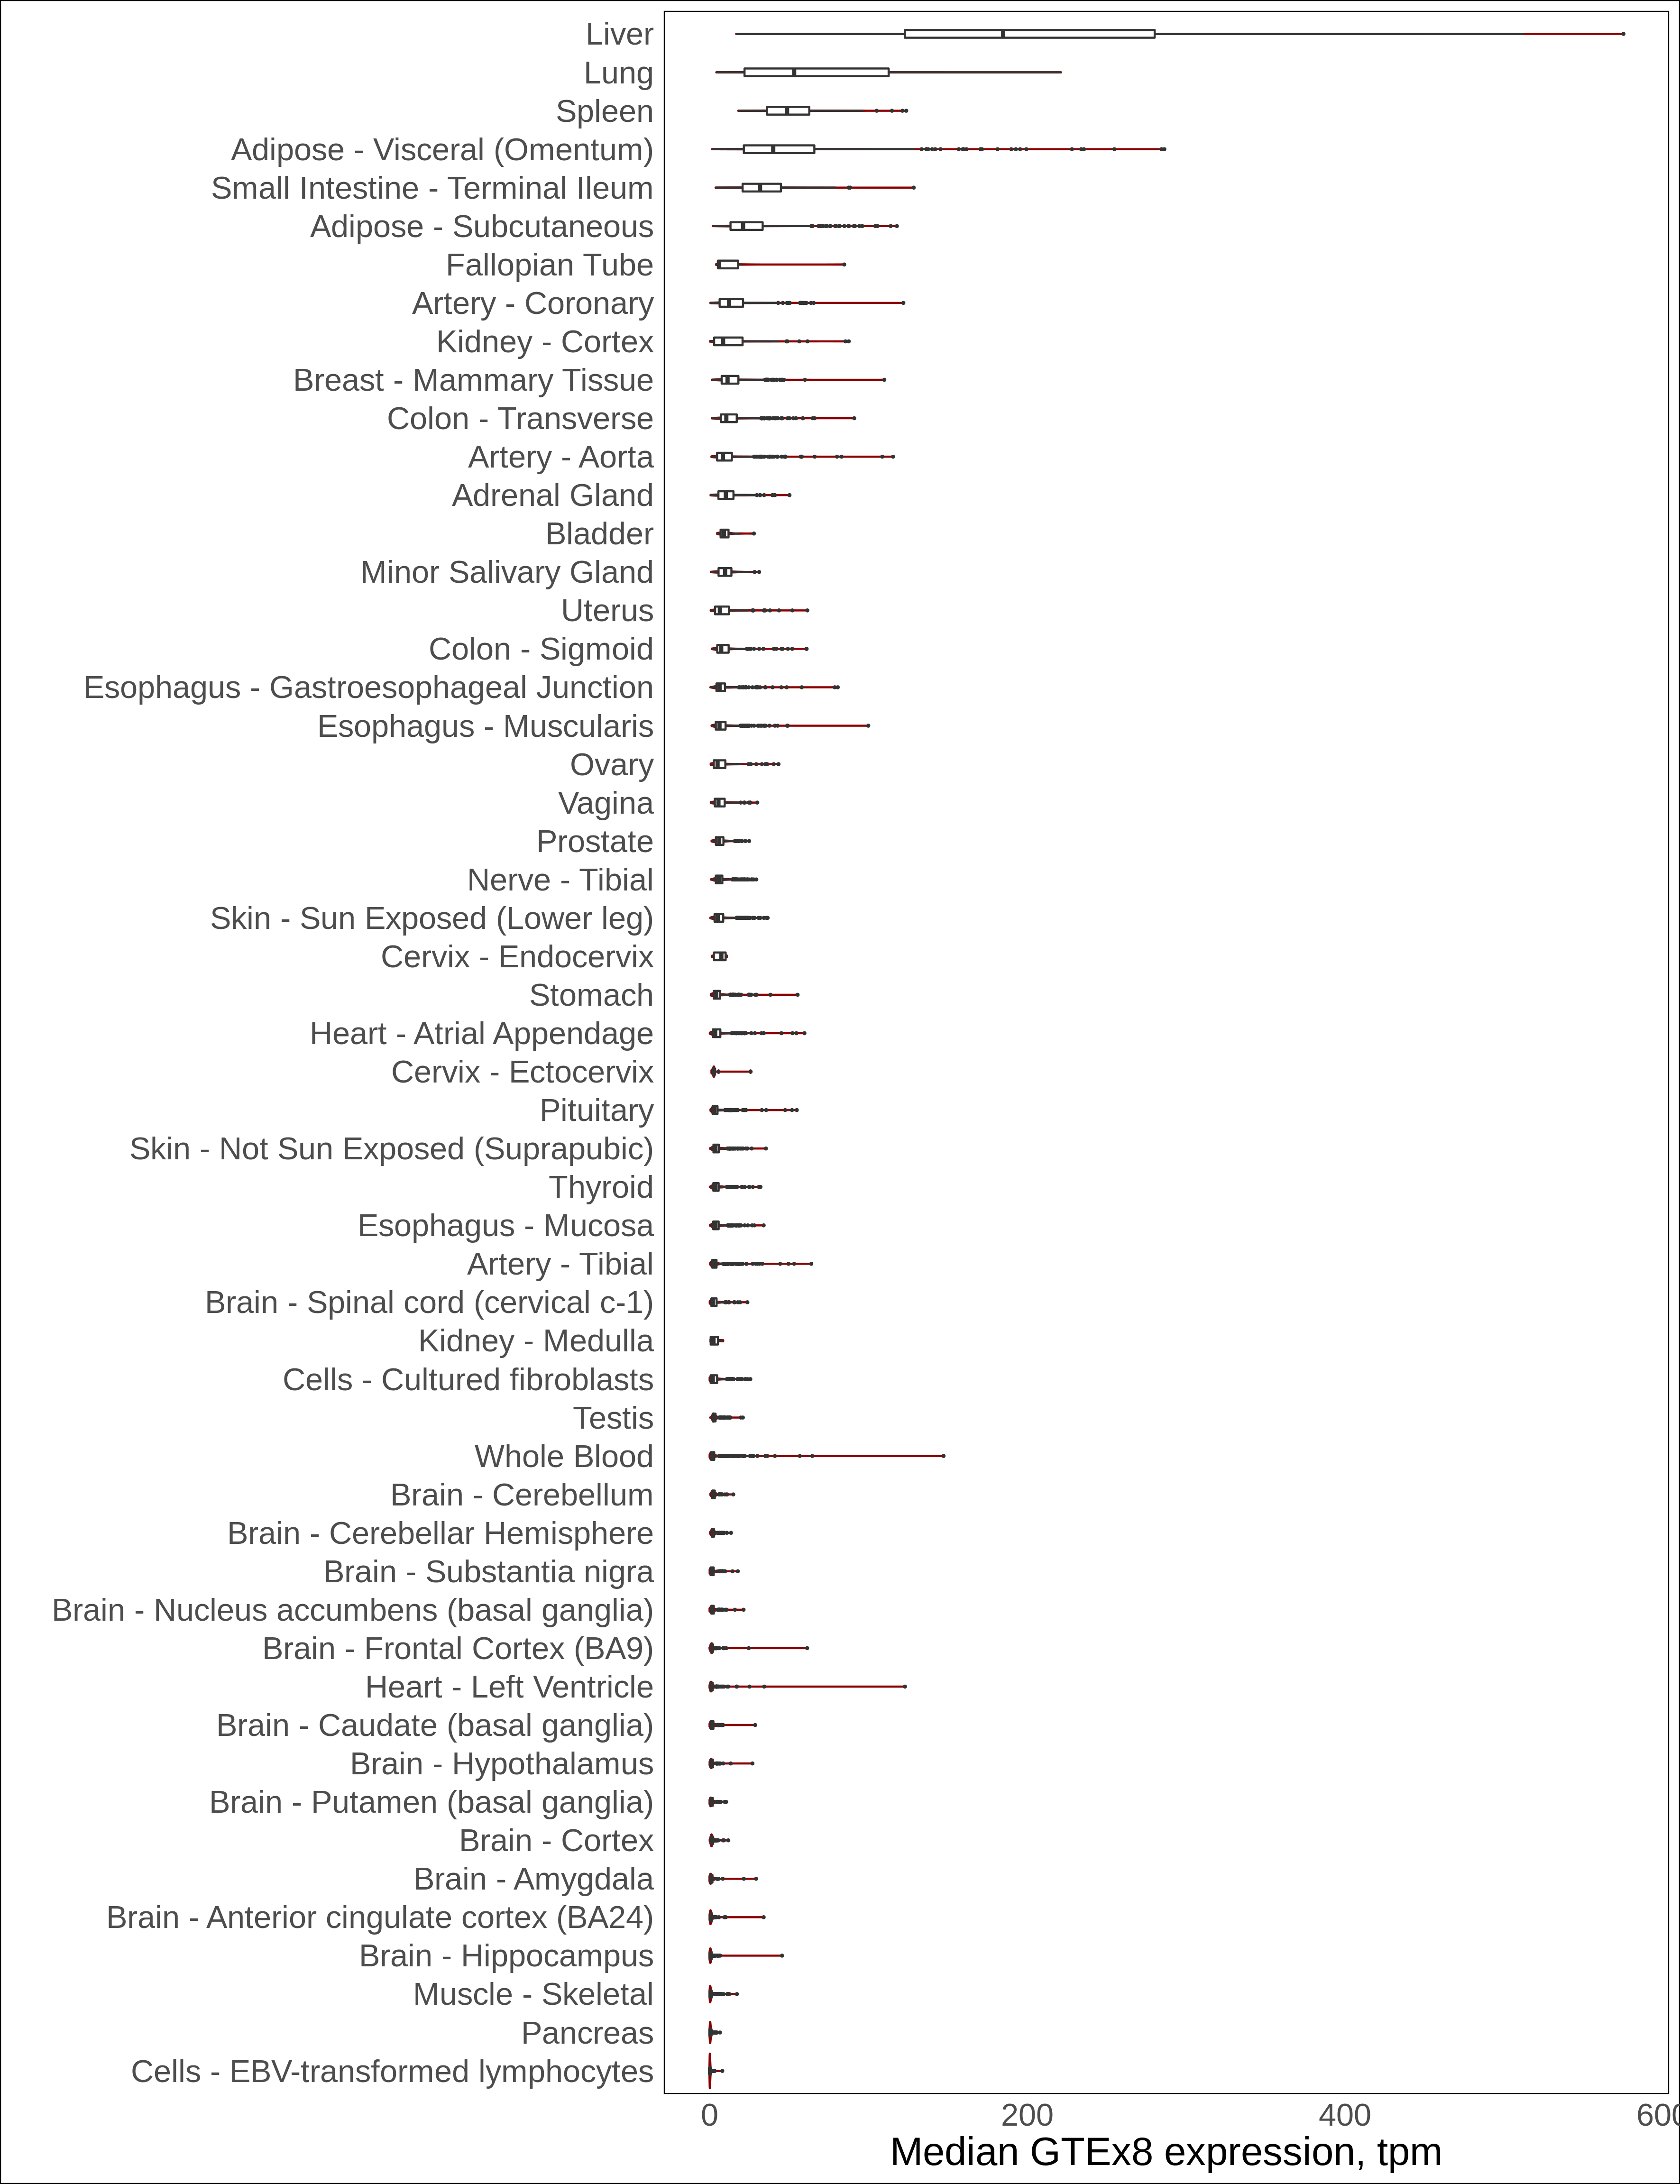 Liver
Lung
Spleen
Adipose - Visceral (Omentum)
Small Intestine - Terminal Ileum
Adipose - Subcutaneous
Fallopian Tube
Artery - Coronary
Kidney - Cortex
Breast - Mammary Tissue
Colon - Transverse
Artery - Aorta
Adrenal Gland
Bladder
Minor Salivary Gland
Uterus
Colon - Sigmoid
Esophagus - Gastroesophageal Junction
Esophagus - Muscularis
Ovary
Vagina
Prostate
Nerve - Tibial
Skin - Sun Exposed (Lower leg)
Cervix - Endocervix
Stomach
Heart - Atrial Appendage
Cervix - Ectocervix
Pituitary
Skin - Not Sun Exposed (Suprapubic)
Thyroid
Esophagus - Mucosa
Artery - Tibial
Brain - Spinal cord (cervical c-1)
Kidney - Medulla
Cells - Cultured fibroblasts
Testis
Whole Blood
Brain - Cerebellum
Brain - Cerebellar Hemisphere
Brain - Substantia nigra
Brain - Nucleus accumbens (basal ganglia)
Brain - Frontal Cortex (BA9)
Heart - Left Ventricle
Brain - Caudate (basal ganglia)
Brain - Hypothalamus
Brain - Putamen (basal ganglia)
Brain - Cortex
Brain - Amygdala
Brain - Anterior cingulate cortex (BA24)
Brain - Hippocampus
Muscle - Skeletal
Pancreas
Cells - EBV-transformed lymphocytes
0 200 400 600
Median GTEx8 expression, tpm